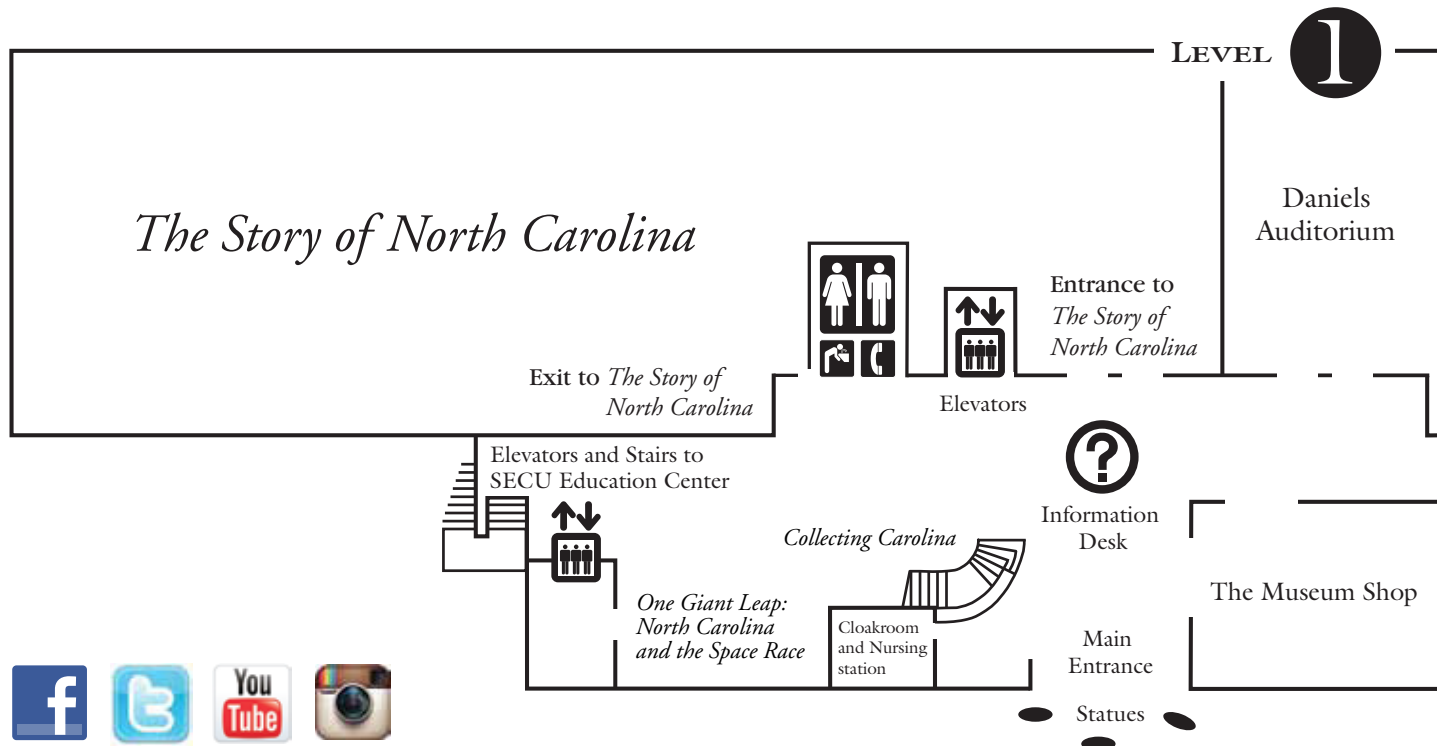 LEVEL 1
Daniels
Auditorium
The Story of North Carolina
Entrance to
The Story of
North Carolina
Exit to The Story of
North Carolina
Elevators
Elevators and Stairs to
SECU Education Center
?
Information
Desk
Collecting Carolina
The Museum Shop
One Giant Leap:
North Carolina
and the Space Race
Cloakroom
and Nursing
station
Main
Entrance
Statues
f
t
You
Tube